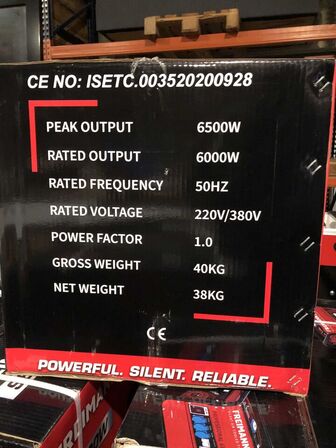 CE NO: ISETC.003520200928
PEAK OUTPUT 6500W
RATED OUTPUT 6000W
RATED FREQUENCY 50HZ
RATED VOLTAGE 220V/380V
POWER FACTOR 1.0
GROSS WEIGHT 40KG
NET WEIGHT 38KG
CE
POWERFUL. SILENT. RELIABLE.
FREIMANN